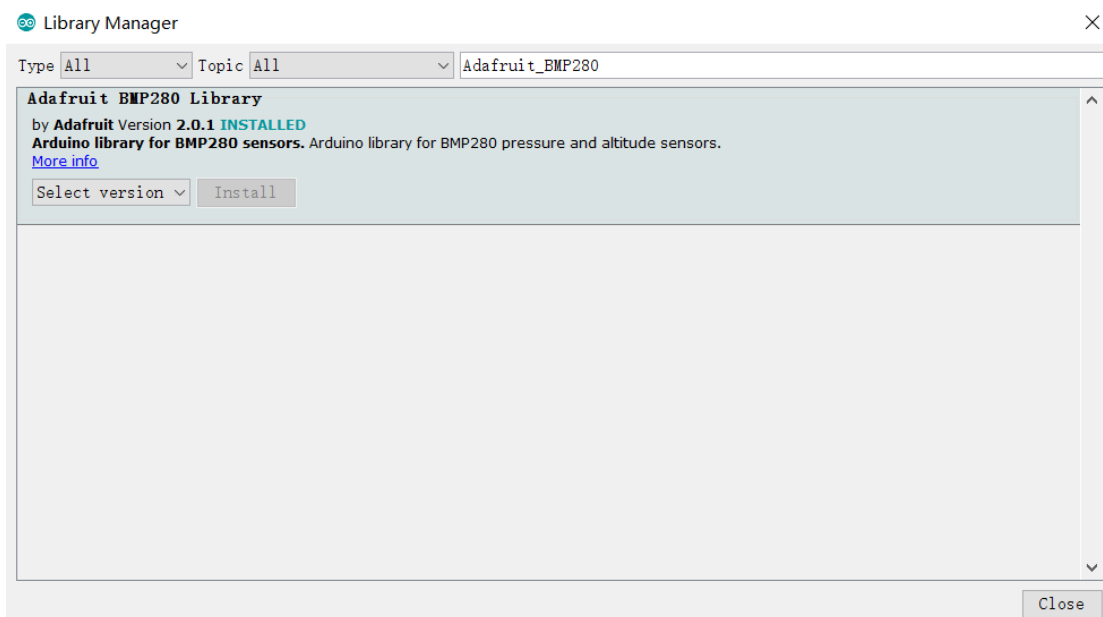 Library Manager
Type All Topic All Adafruit_BMP280
Adafruit BMP280 Library
by Adafruit Version 2.0.1 INSTALLED
Arduino library for BMP280 sensors. Arduino library for BMP280 pressure and altitude sensors.
More info
Select version Install
Close